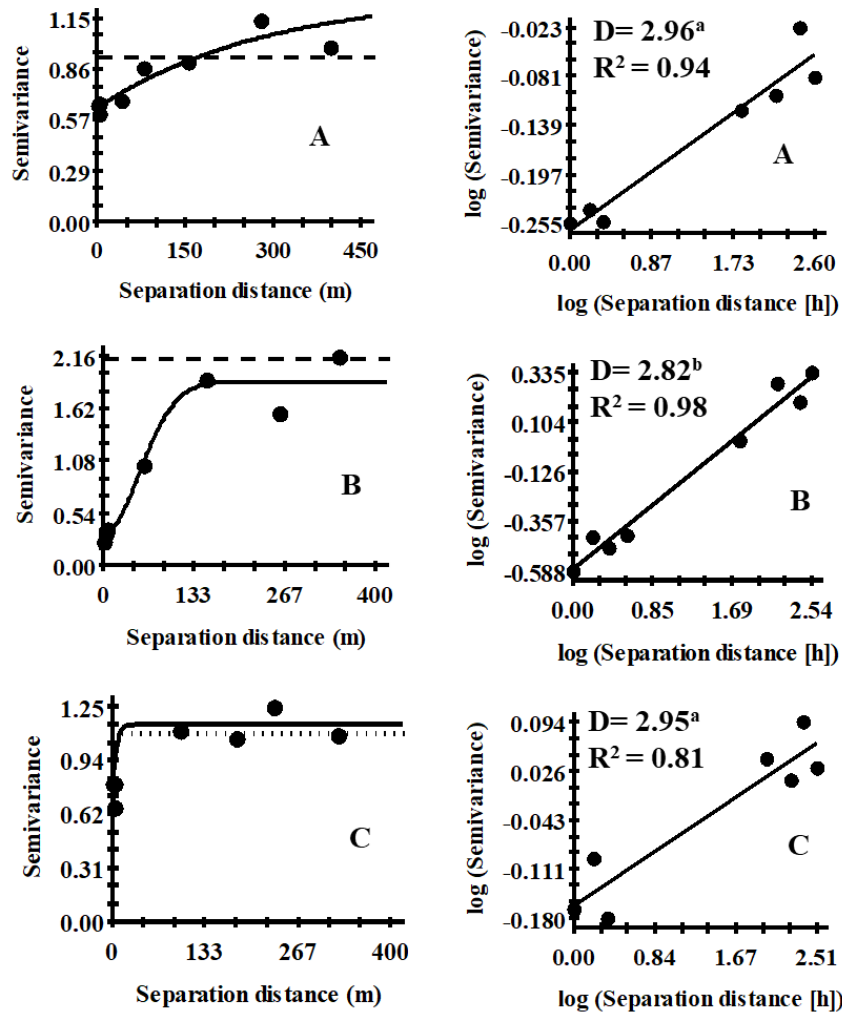 1.15
0.86
0.57
0.29
0.00
0 150 300 450
Semivariance
Separation distance (m)
A
-0.023
-0.081
-0.139
-0.197
-0.255
0.00 0.87 1.73 2.60
log (Semivariance)
log (Separation distance [h])
D= 2.96ª
R² = 0.94
A
2.16
1.62
1.08
0.54
0.00
0 133 267 400
Semivariance
Separation distance (m)
B
0.335
0.104
-0.126
-0.357
-0.588
0.00 0.85 1.69 2.54
log (Semivariance)
log (Separation distance [h])
D= 2.82ᵇ
R² = 0.98
B
1.25
0.94
0.62
0.31
0.00
0 133 267 400
Semivariance
Separation distance (m)
C
0.094
0.026
-0.043
-0.111
-0.180
0.00 0.84 1.67 2.51
log (Semivariance)
log (Separation distance [h])
D= 2.95ª
R² = 0.81
C